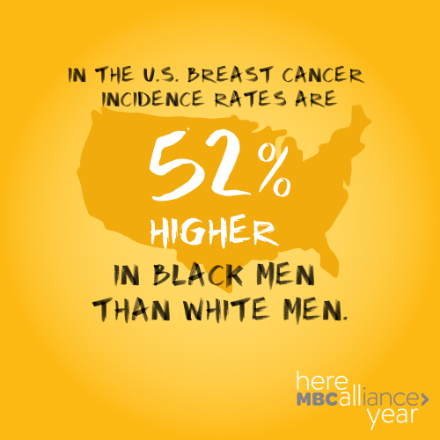 IN THE U.S. BREAST CANCER
INCIDENCE RATES ARE
52%
HIGHER
IN BLACK MEN
THAN WHITE MEN.
here
MBCalliance>
year